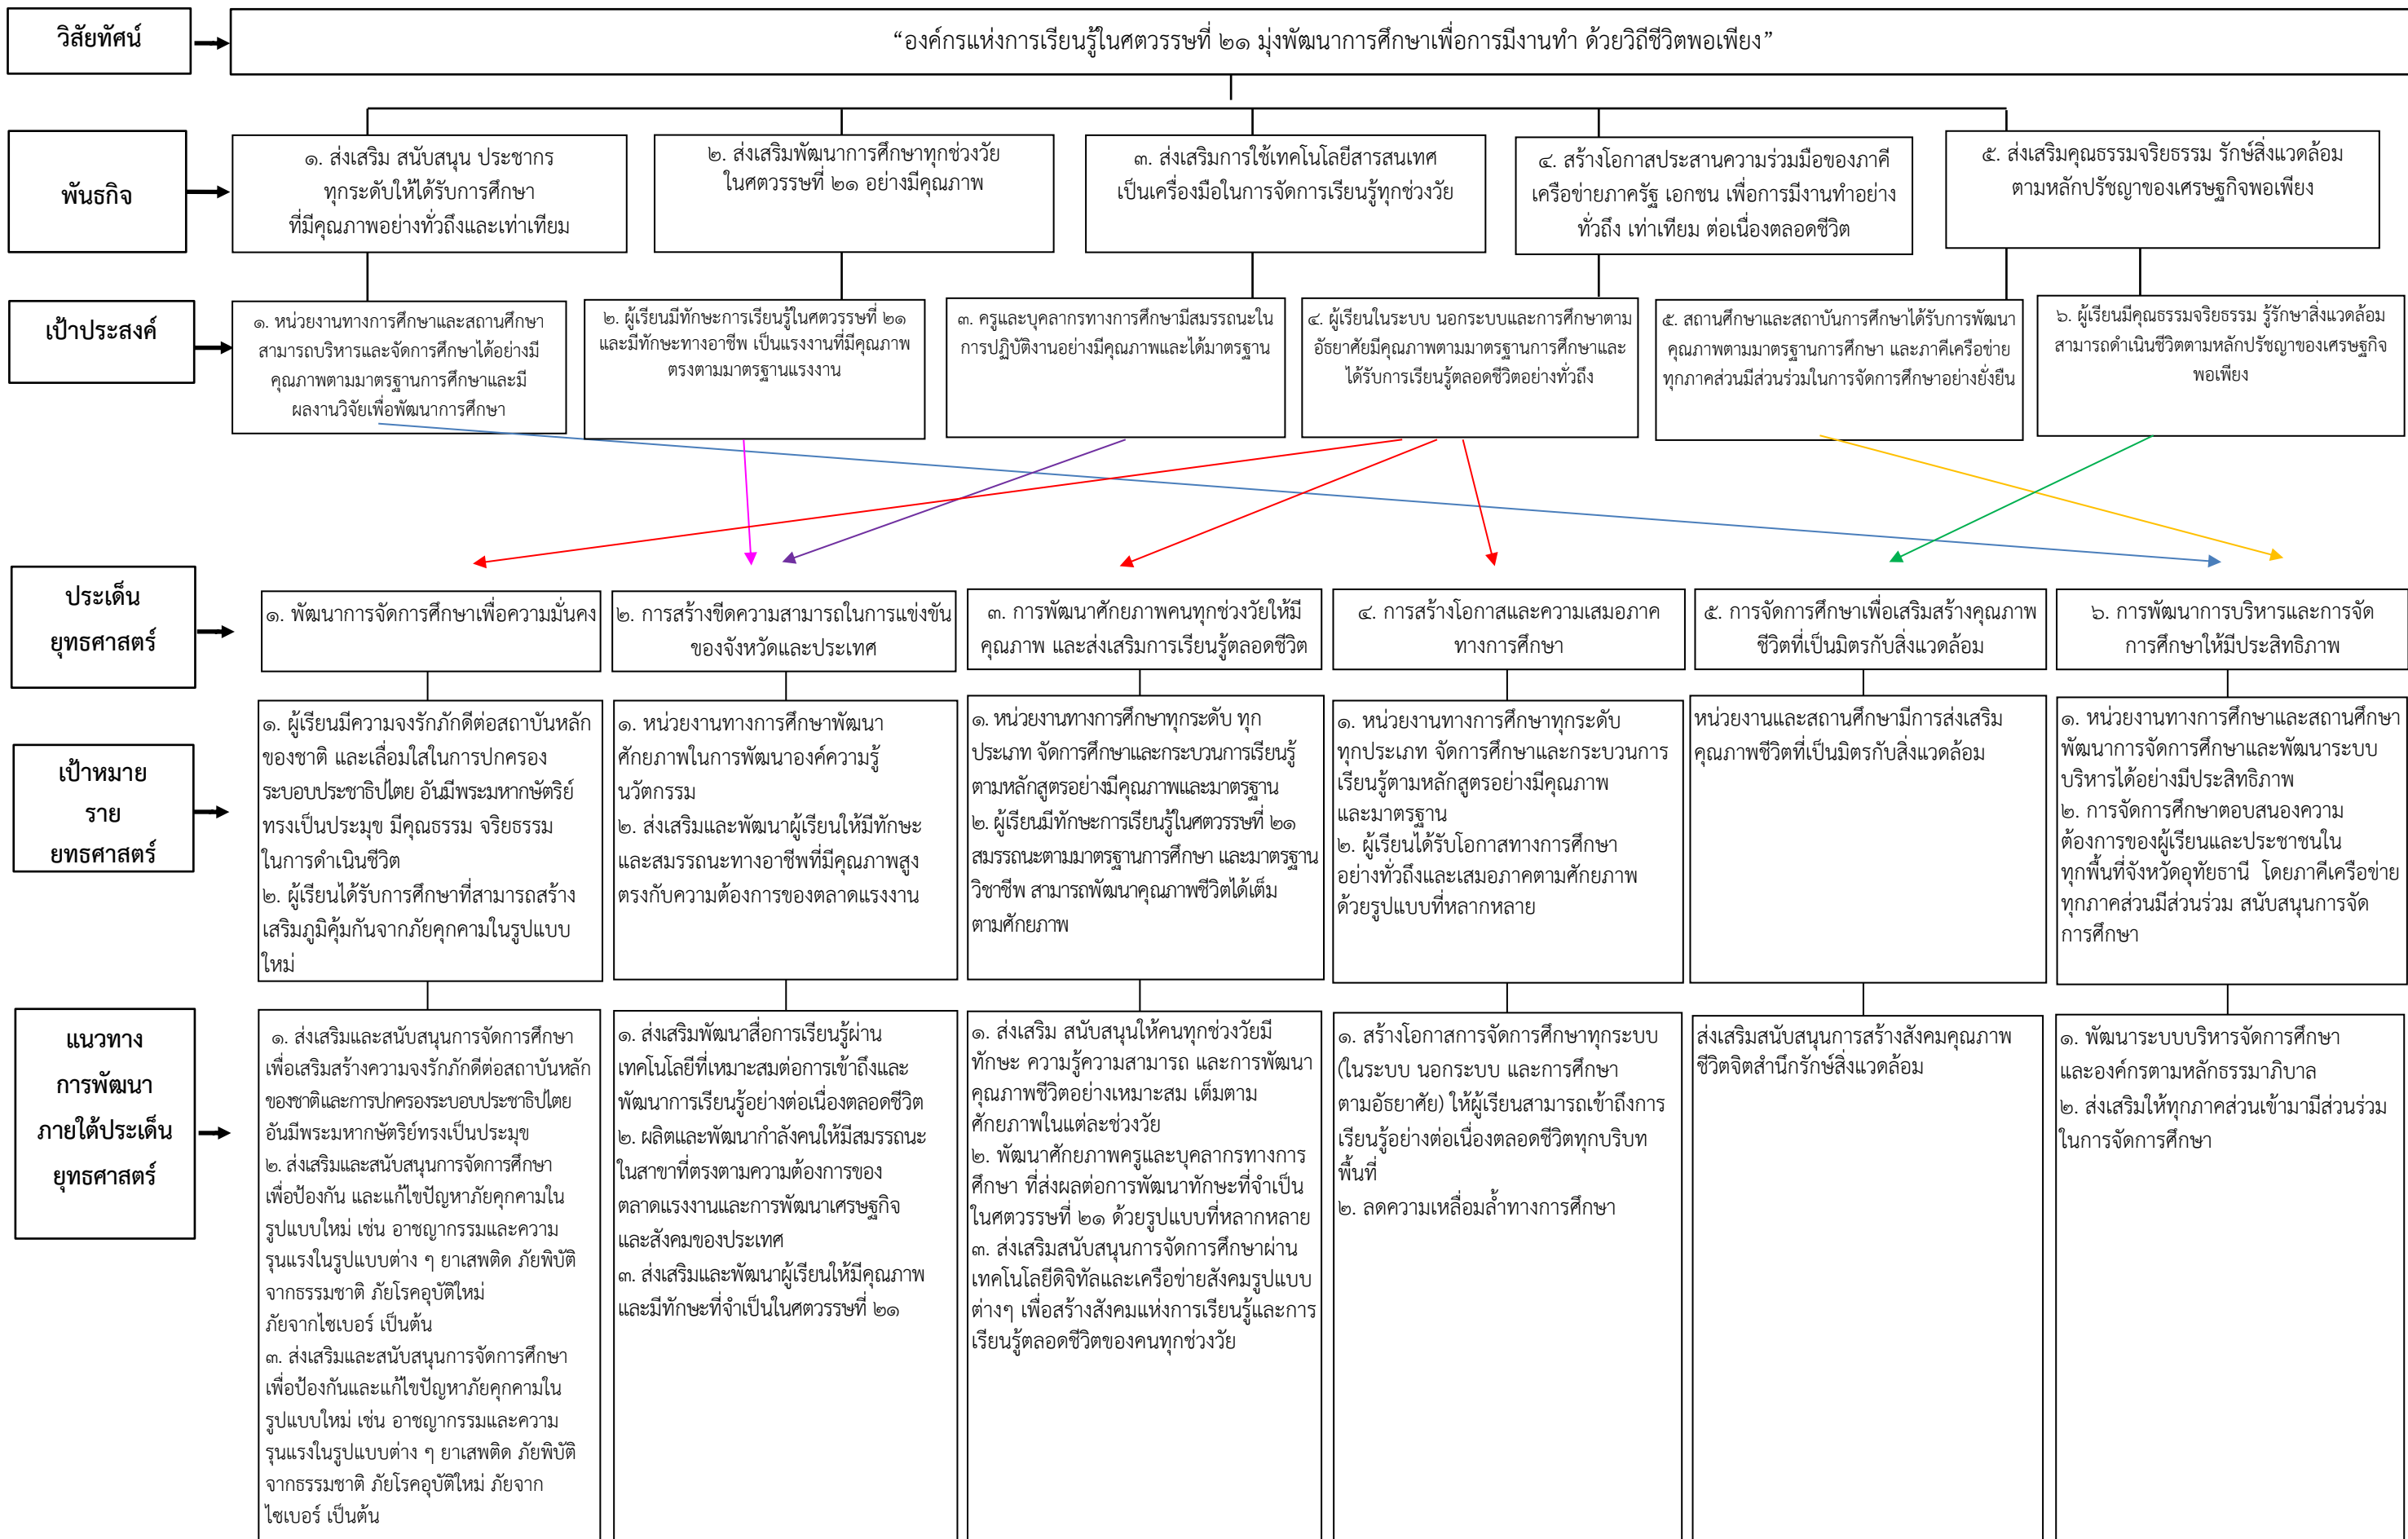 วิสัยทัศน์
“องค์กรแห่งการเรียนรู้ในศตวรรษที่ ๒๑ มุ่งพัฒนาการศึกษาเพื่อการมีงานทำ ด้วยวิถีชีวิตพอเพียง”
พันธกิจ
๑. ส่งเสริม สนับสนุน ประชากร
ทุกระดับให้ได้รับการศึกษา
ที่มีคุณภาพอย่างทั่วถึงและเท่าเทียม
๒. ส่งเสริมพัฒนาการศึกษาทุกช่วงวัย
ในศตวรรษที่ ๒๑ อย่างมีคุณภาพ
๓. ส่งเสริมการใช้เทคโนโลยีสารสนเทศ
เป็นเครื่องมือในการจัดการเรียนรู้ทุกช่วงวัย
๔. สร้างโอกาสประสานความร่วมมือของภาคี
เครือข่ายภาครัฐ เอกชน เพื่อการมีงานทำอย่าง
ทั่วถึง เท่าเทียม ต่อเนื่องตลอดชีวิต
๕. ส่งเสริมคุณธรรมจริยธรรม รักษ์สิ่งแวดล้อม
ตามหลักปรัชญาของเศรษฐกิจพอเพียง
เป้าประสงค์
๑. หน่วยงานทางการศึกษาและสถานศึกษา
สามารถบริหารและจัดการศึกษาได้อย่างมี
คุณภาพตามมาตรฐานการศึกษาและมี
ผลงานวิจัยเพื่อพัฒนาการศึกษา
๒. ผู้เรียนมีทักษะการเรียนรู้ในศตวรรษที่ ๒๑
และมีทักษะทางอาชีพ เป็นแรงงานที่มีคุณภาพ
ตรงตามมาตรฐานแรงงาน
๓. ครูและบุคลากรทางการศึกษามีสมรรถนะใน
การปฏิบัติงานอย่างมีคุณภาพและได้มาตรฐาน
๔. ผู้เรียนในระบบ นอกระบบและการศึกษาตาม
อัธยาศัยมีคุณภาพตามมาตรฐานการศึกษาและ
ได้รับการเรียนรู้ตลอดชีวิตอย่างทั่วถึง
๕. สถานศึกษาและสถาบันการศึกษาได้รับการพัฒนา
คุณภาพตามมาตรฐานการศึกษา และภาคีเครือข่าย
ทุกภาคส่วนมีส่วนร่วมในการจัดการศึกษาอย่างยั่งยืน
๖. ผู้เรียนมีคุณธรรมจริยธรรม รู้รักษาสิ่งแวดล้อม
สามารถดำเนินชีวิตตามหลักปรัชญาของเศรษฐกิจ
พอเพียง
ประเด็น
ยุทธศาสตร์
๑. พัฒนาการจัดการศึกษาเพื่อความมั่นคง
๒. การสร้างขีดความสามารถในการแข่งขัน
ของจังหวัดและประเทศ
๓. การพัฒนาศักยภาพคนทุกช่วงวัยให้มี
คุณภาพ และส่งเสริมการเรียนรู้ตลอดชีวิต
๔. การสร้างโอกาสและความเสมอภาค
ทางการศึกษา
๕. การจัดการศึกษาเพื่อเสริมสร้างคุณภาพ
ชีวิตที่เป็นมิตรกับสิ่งแวดล้อม
๖. การพัฒนาการบริหารและการจัด
การศึกษาให้มีประสิทธิภาพ
เป้าหมาย
ราย
ยทธศาสตร์
๑. ผู้เรียนมีความจงรักภักดีต่อสถาบันหลัก
ของชาติ และเลื่อมใสในการปกครอง
ระบอบประชาธิปไตย อันมีพระมหากษัตริย์
ทรงเป็นประมุข มีคุณธรรม จริยธรรม
ในการดำเนินชีวิต
๒. ผู้เรียนได้รับการศึกษาที่สามารถสร้าง
เสริมภูมิคุ้มกันจากภัยคุกคามในรูปแบบ
ใหม่
๑. หน่วยงานทางการศึกษาพัฒนา
ศักยภาพในการพัฒนาองค์ความรู้
นวัตกรรม
๒. ส่งเสริมและพัฒนาผู้เรียนให้มีทักษะ
และสมรรถนะทางอาชีพที่มีคุณภาพสูง
ตรงกับความต้องการของตลาดแรงงาน
๑. หน่วยงานทางการศึกษาทุกระดับ ทุก
ประเภท จัดการศึกษาและกระบวนการเรียนรู้
ตามหลักสูตรอย่างมีคุณภาพและมาตรฐาน
๒. ผู้เรียนมีทักษะการเรียนรู้ในศตวรรษที่ ๒๑
สมรรถนะตามมาตรฐานการศึกษา และมาตรฐาน
วิชาชีพ สามารถพัฒนาคุณภาพชีวิตได้เต็ม
ตามศักยภาพ
๑. หน่วยงานทางการศึกษาทุกระดับ
ทุกประเภท จัดการศึกษาและกระบวนการ
เรียนรู้ตามหลักสูตรอย่างมีคุณภาพ
และมาตรฐาน
๒. ผู้เรียนได้รับโอกาสทางการศึกษา
อย่างทั่วถึงและเสมอภาคตามศักยภาพ
ด้วยรูปแบบที่หลากหลาย
หน่วยงานและสถานศึกษามีการส่งเสริม
คุณภาพชีวิตที่เป็นมิตรกับสิ่งแวดล้อม
๑. หน่วยงานทางการศึกษาและสถานศึกษา
พัฒนาการจัดการศึกษาและพัฒนาระบบ
บริหารได้อย่างมีประสิทธิภาพ
๒. การจัดการศึกษาตอบสนองความ
ต้องการของผู้เรียนและประชาชนใน
ทุกพื้นที่จังหวัดอุทัยธานี โดยภาคีเครือข่าย
ทุกภาคส่วนมีส่วนร่วม สนับสนุนการจัด
การศึกษา
แนวทาง
การพัฒนา
ภายใต้ประเด็น
ยุทธศาสตร์
๑. ส่งเสริมและสนับสนุนการจัดการศึกษา
เพื่อเสริมสร้างความจงรักภักดีต่อสถาบันหลัก
ของชาติและการปกครองระบอบประชาธิปไตย
อันมีพระมหากษัตริย์ทรงเป็นประมุข
๒. ส่งเสริมและสนับสนุนการจัดการศึกษา
เพื่อป้องกัน และแก้ไขปัญหาภัยคุกคามใน
รูปแบบใหม่ เช่น อาชญากรรมและความ
รุนแรงในรูปแบบต่าง ๆ ยาเสพติด ภัยพิบัติ
จากธรรมชาติ ภัยโรคอุบัติใหม่
ภัยจากไซเบอร์ เป็นต้น
๓. ส่งเสริมและสนับสนุนการจัดการศึกษา
เพื่อป้องกันและแก้ไขปัญหาภัยคุกคามใน
รูปแบบใหม่ เช่น อาชญากรรมและความ
รุนแรงในรูปแบบต่าง ๆ ยาเสพติด ภัยพิบัติ
จากธรรมชาติ ภัยโรคอุบัติใหม่ ภัยจาก
ไซเบอร์ เป็นต้น
๑. ส่งเสริมพัฒนาสื่อการเรียนรู้ผ่าน
เทคโนโลยีที่เหมาะสมต่อการเข้าถึงและ
พัฒนาการเรียนรู้อย่างต่อเนื่องตลอดชีวิต
๒. ผลิตและพัฒนากำลังคนให้มีสมรรถนะ
ในสาขาที่ตรงตามความต้องการของ
ตลาดแรงงานและการพัฒนาเศรษฐกิจ
และสังคมของประเทศ
๓. ส่งเสริมและพัฒนาผู้เรียนให้มีคุณภาพ
และมีทักษะที่จำเป็นในศตวรรษที่ ๒๑
๑. ส่งเสริม สนับสนุนให้คนทุกช่วงวัยมี
ทักษะ ความรู้ความสามารถ และการพัฒนา
คุณภาพชีวิตอย่างเหมาะสม เต็มตาม
ศักยภาพในแต่ละช่วงวัย
๒. พัฒนาศักยภาพครูและบุคลากรทางการ
ศึกษา ที่ส่งผลต่อการพัฒนาทักษะที่จำเป็น
ในศตวรรษที่ ๒๑ ด้วยรูปแบบที่หลากหลาย
๓. ส่งเสริมสนับสนุนการจัดการศึกษาผ่าน
เทคโนโลยีดิจิทัลและเครือข่ายสังคมรูปแบบ
ต่างๆ เพื่อสร้างสังคมแห่งการเรียนรู้และการ
เรียนรู้ตลอดชีวิตของคนทุกช่วงวัย
๑. สร้างโอกาสการจัดการศึกษาทุกระบบ
(ในระบบ นอกระบบ และการศึกษา
ตามอัธยาศัย) ให้ผู้เรียนสามารถเข้าถึงการ
เรียนรู้อย่างต่อเนื่องตลอดชีวิตทุกบริบท
พื้นที่
๒. ลดความเหลื่อมล้ำทางการศึกษา
ส่งเสริมสนับสนุนการสร้างสังคมคุณภาพ
ชีวิตจิตสำนึกรักษ์สิ่งแวดล้อม
๑. พัฒนาระบบบริหารจัดการศึกษา
และองค์กรตามหลักธรรมาภิบาล
๒. ส่งเสริมให้ทุกภาคส่วนเข้ามามีส่วนร่วม
ในการจัดการศึกษา